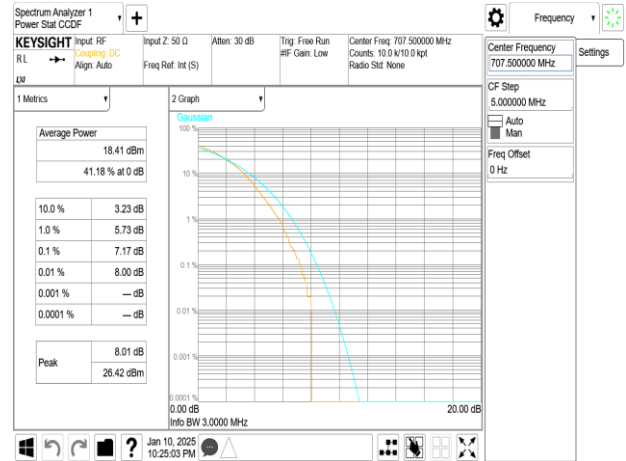 Spectrum Analyzer 1
Power Stat CCDF
Frequency
KEYSIGHT
Input: RF
Coupling: DC
Align: Auto
Input Z: 50 Ω
Freq Ref: Int (S)
Atten: 30 dB
Trig: Free Run
#IF Gain: Low
Center Freq: 707.500000 MHz
Counts: 10.0 k/10.0 kpt
Radio Std: None
RL
LXI
Center Frequency
707.500000 MHz
Settings
CF Step
5.000000 MHz
Auto
Man
Freq Offset
0 Hz
1 Metrics
Average Power
18.41 dBm
41.18 % at 0 dB
10.0 % 3.23 dB
1.0 % 5.73 dB
0.1 % 7.17 dB
0.01 % 8.00 dB
0.001 % --- dB
0.0001 % --- dB
Peak
8.01 dB
26.42 dBm
2 Graph
Gaussian
100 %
10 %
1 %
0.1 %
0.01 %
0.001 %
0.0001 %
0.00 dB
20.00 dB
Info BW 3.0000 MHz
?
Jan 10, 2025
10:25:03 PM